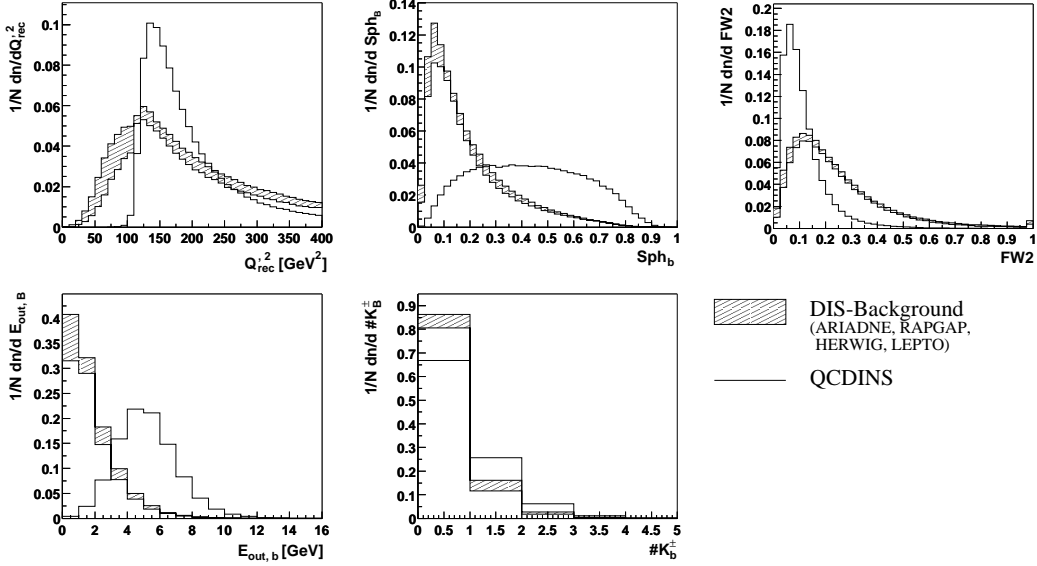 1/N dn/dQ'²rec
0.1
0.08
0.06
0.04
0.02
0
0 50 100 150 200 250 300 350 400
Q'²rec [GeV²]
1/N dn/d SphB
0.16
0.14
0.12
0.1
0.08
0.06
0.04
0.02
0
0 0.1 0.2 0.3 0.4 0.5 0.6 0.7 0.8 0.9 1
Sphb
1/N dn/d FW2
0.2
0.18
0.16
0.14
0.12
0.1
0.08
0.06
0.04
0.02
0
0 0.1 0.2 0.3 0.4 0.5 0.6 0.7 0.8 0.9 1
FW2
1/N dn/d Eout, B
0.4
0.35
0.3
0.25
0.2
0.15
0.1
0.05
0
0 2 4 6 8 10 12 14 16
Eout, b [GeV]
1/N dn/d #K±B
0.9
0.8
0.7
0.6
0.5
0.4
0.3
0.2
0.1
0
0 0.5 1 1.5 2 2.5 3 3.5 4 4.5 5
#K±b
DIS-Background
(ARIADNE, RAPGAP,
HERWIG, LEPTO)
QCDINS